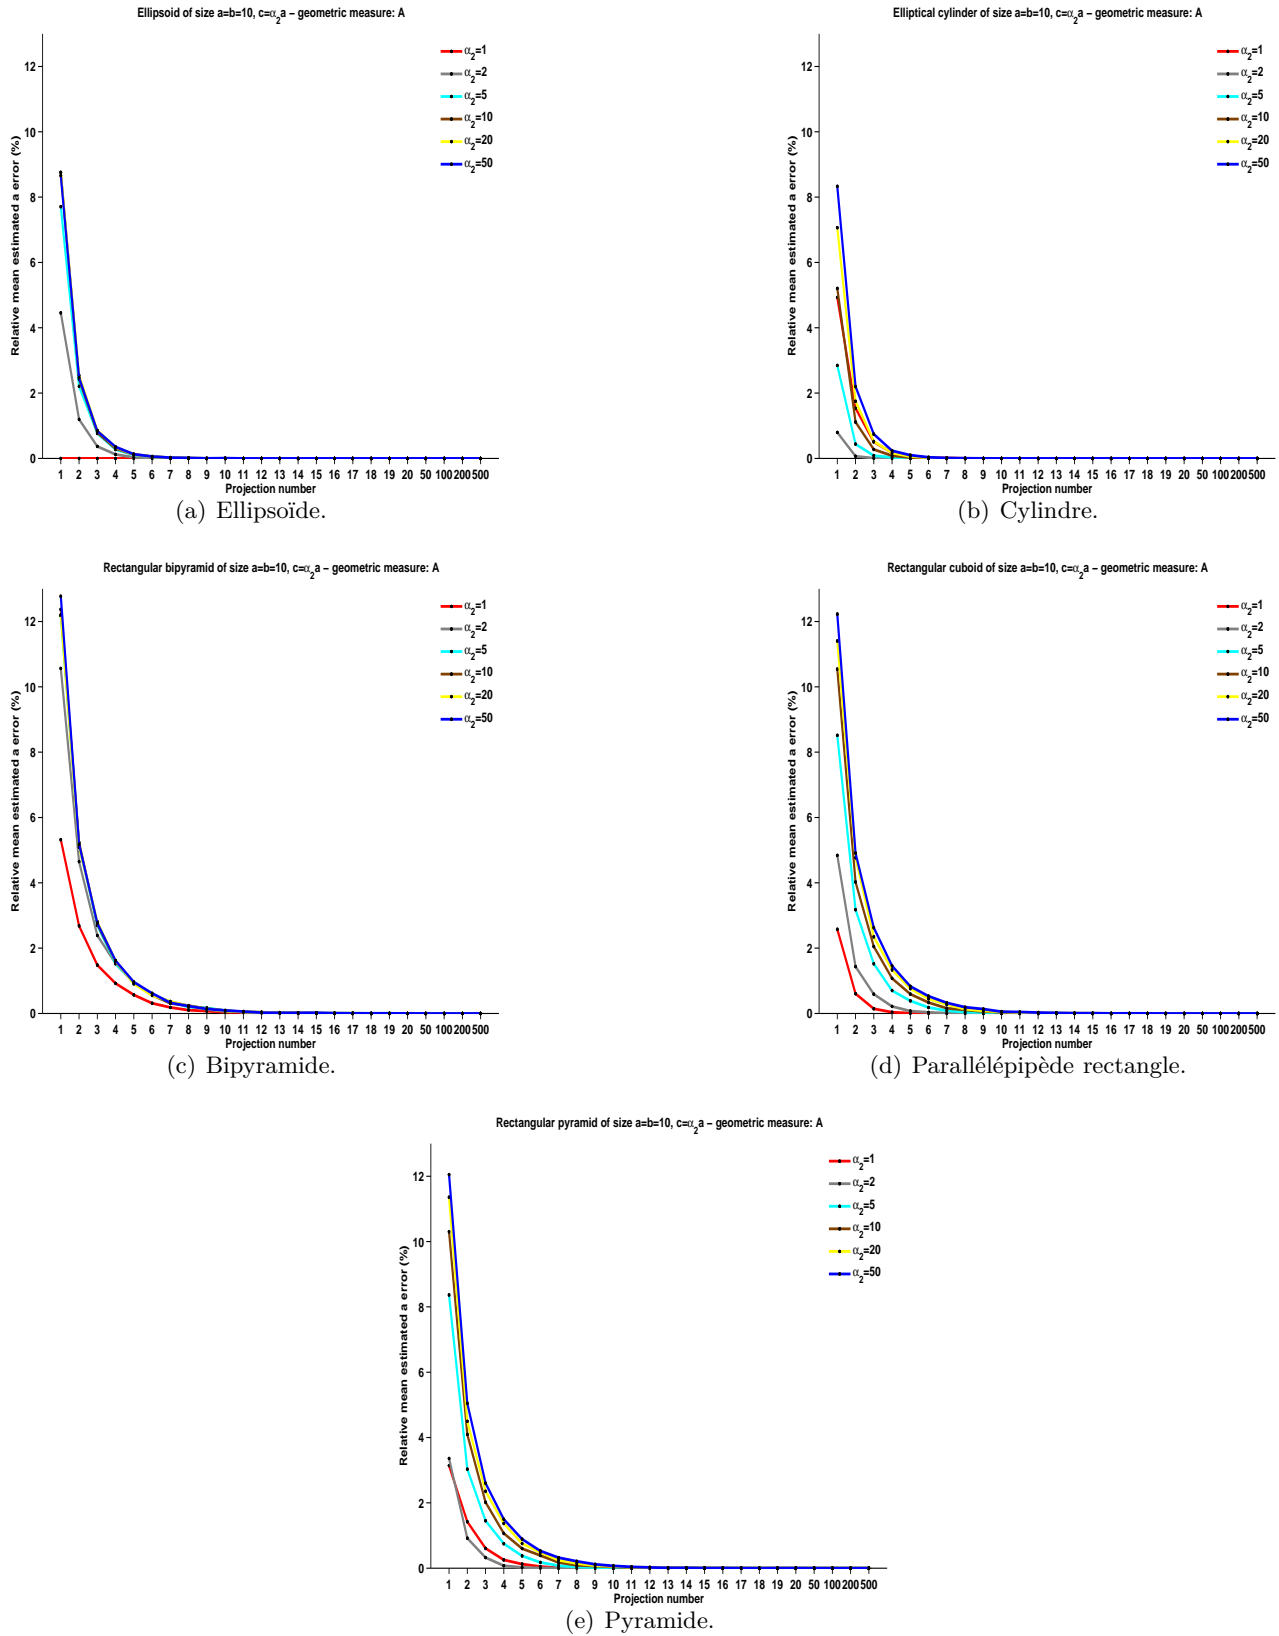 Ellipsoid of size a=b=10, c=α₂a – geometric measure: A
Relative mean estimated a error (%)
12
10
8
6
4
2
0
α₂=1
α₂=2
α₂=5
α₂=10
α₂=20
α₂=50
1 2 3 4 5 6 7 8 9 10 11 12 13 14 15 16 17 18 19 20 50 100 200 500
Projection number
(a) Ellipsoïde.
Elliptical cylinder of size a=b=10, c=α₂a – geometric measure: A
Relative mean estimated a error (%)
12
10
8
6
4
2
0
α₂=1
α₂=2
α₂=5
α₂=10
α₂=20
α₂=50
1 2 3 4 5 6 7 8 9 10 11 12 13 14 15 16 17 18 19 20 50 100 200 500
Projection number
(b) Cylindre.
Rectangular bipyramid of size a=b=10, c=α₂a – geometric measure: A
Relative mean estimated a error (%)
12
10
8
6
4
2
0
α₂=1
α₂=2
α₂=5
α₂=10
α₂=20
α₂=50
1 2 3 4 5 6 7 8 9 10 11 12 13 14 15 16 17 18 19 20 50 100 200 500
Projection number
(c) Bipyramide.
Rectangular cuboid of size a=b=10, c=α₂a – geometric measure: A
Relative mean estimated a error (%)
12
10
8
6
4
2
0
α₂=1
α₂=2
α₂=5
α₂=10
α₂=20
α₂=50
1 2 3 4 5 6 7 8 9 10 11 12 13 14 15 16 17 18 19 20 50 100 200 500
Projection number
(d) Parallélépipède rectangle.
Rectangular pyramid of size a=b=10, c=α₂a – geometric measure: A
Relative mean estimated a error (%)
12
10
8
6
4
2
0
α₂=1
α₂=2
α₂=5
α₂=10
α₂=20
α₂=50
1 2 3 4 5 6 7 8 9 10 11 12 13 14 15 16 17 18 19 20 50 100 200 500
Projection number
(e) Pyramide.